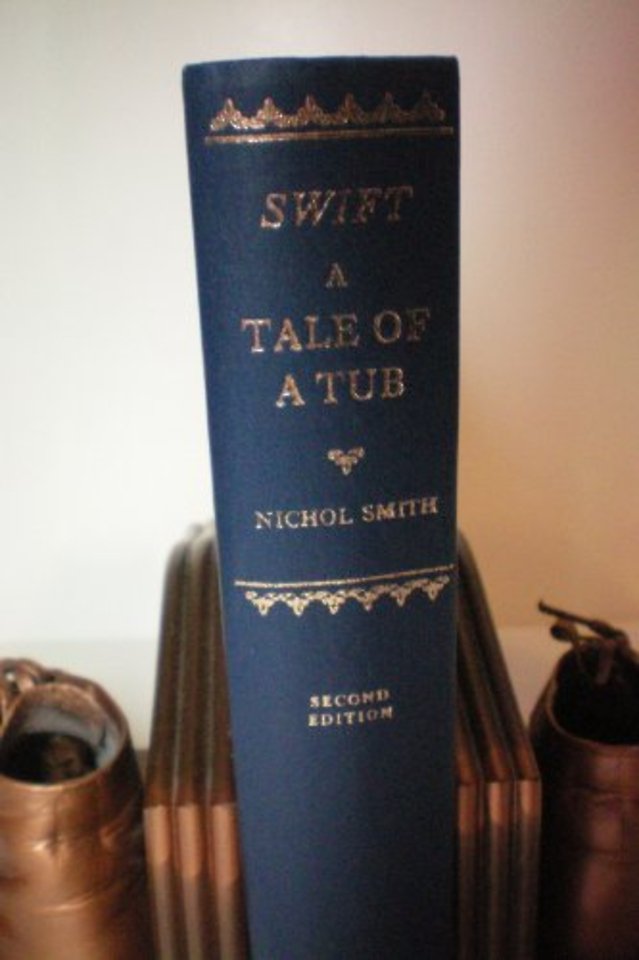 SWIFT
A
TALE OF
A TUB
NICHOL SMITH
SECOND
EDITION